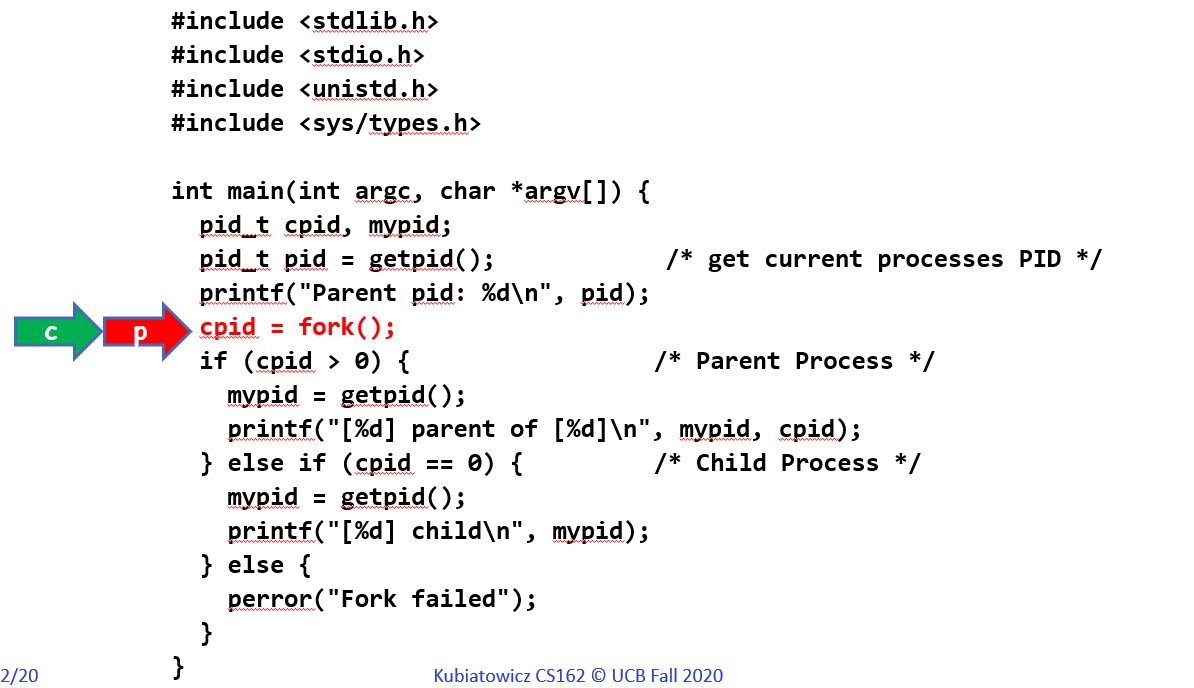 #include <stdlib.h>
#include <stdio.h>
#include <unistd.h>
#include <sys/types.h>
int main(int argc, char *argv[]) {
pid_t cpid, mypid;
pid_t pid = getpid(); /* get current processes PID */
printf("Parent pid: %d\n", pid);
c p cpid = fork();
if (cpid > 0) { /* Parent Process */
mypid = getpid();
printf("[%d] parent of [%d]\n", mypid, cpid);
} else if (cpid == 0) { /* Child Process */
mypid = getpid();
printf("[%d] child\n", mypid);
} else {
perror("Fork failed");
}
}
2/20 Kubiatowicz CS162 © UCB Fall 2020